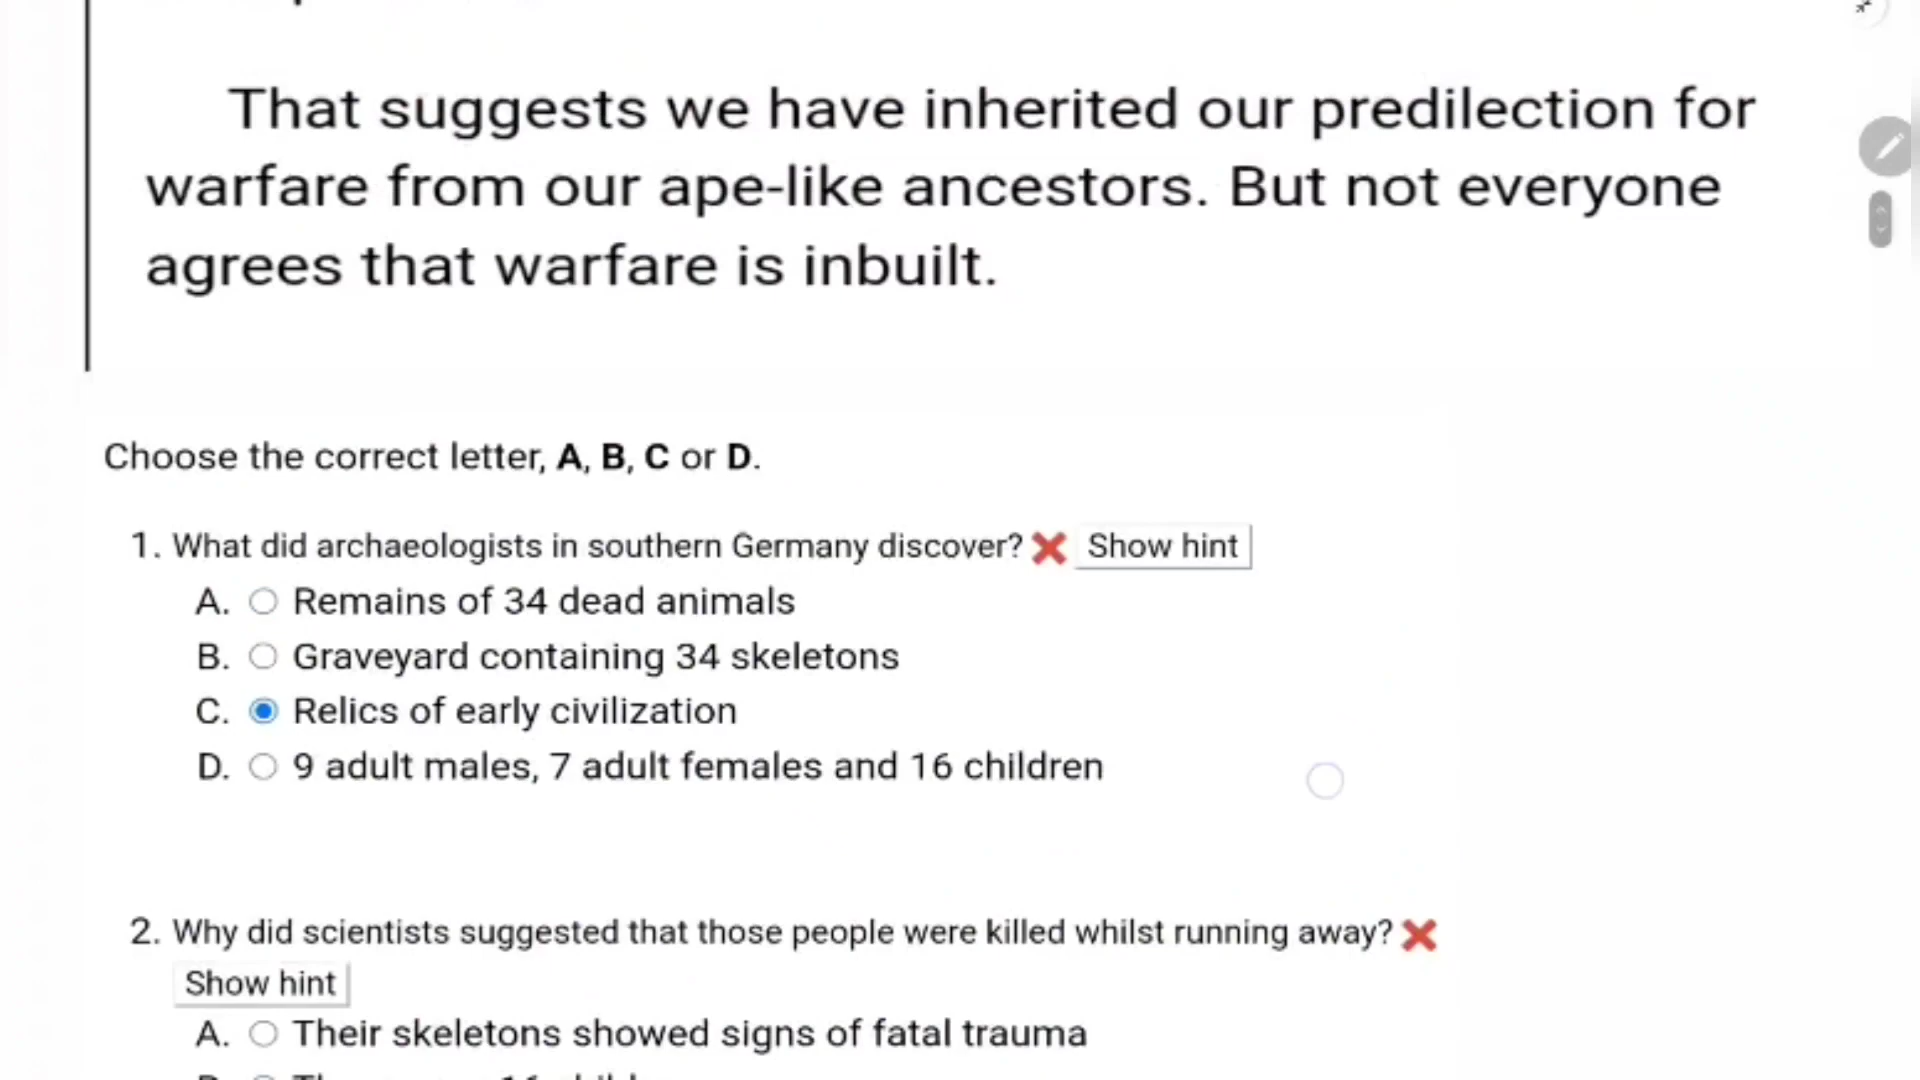 That suggests we have inherited our predilection for
warfare from our ape-like ancestors. But not everyone
agrees that warfare is inbuilt.
Choose the correct letter, A, B, C or D.
1. What did archaeologists in southern Germany discover? Show hint
A. Remains of 34 dead animals
B. Graveyard containing 34 skeletons
C. Relics of early civilization
D. 9 adult males, 7 adult females and 16 children
2. Why did scientists suggested that those people were killed whilst running away?
Show hint
A. Their skeletons showed signs of fatal trauma